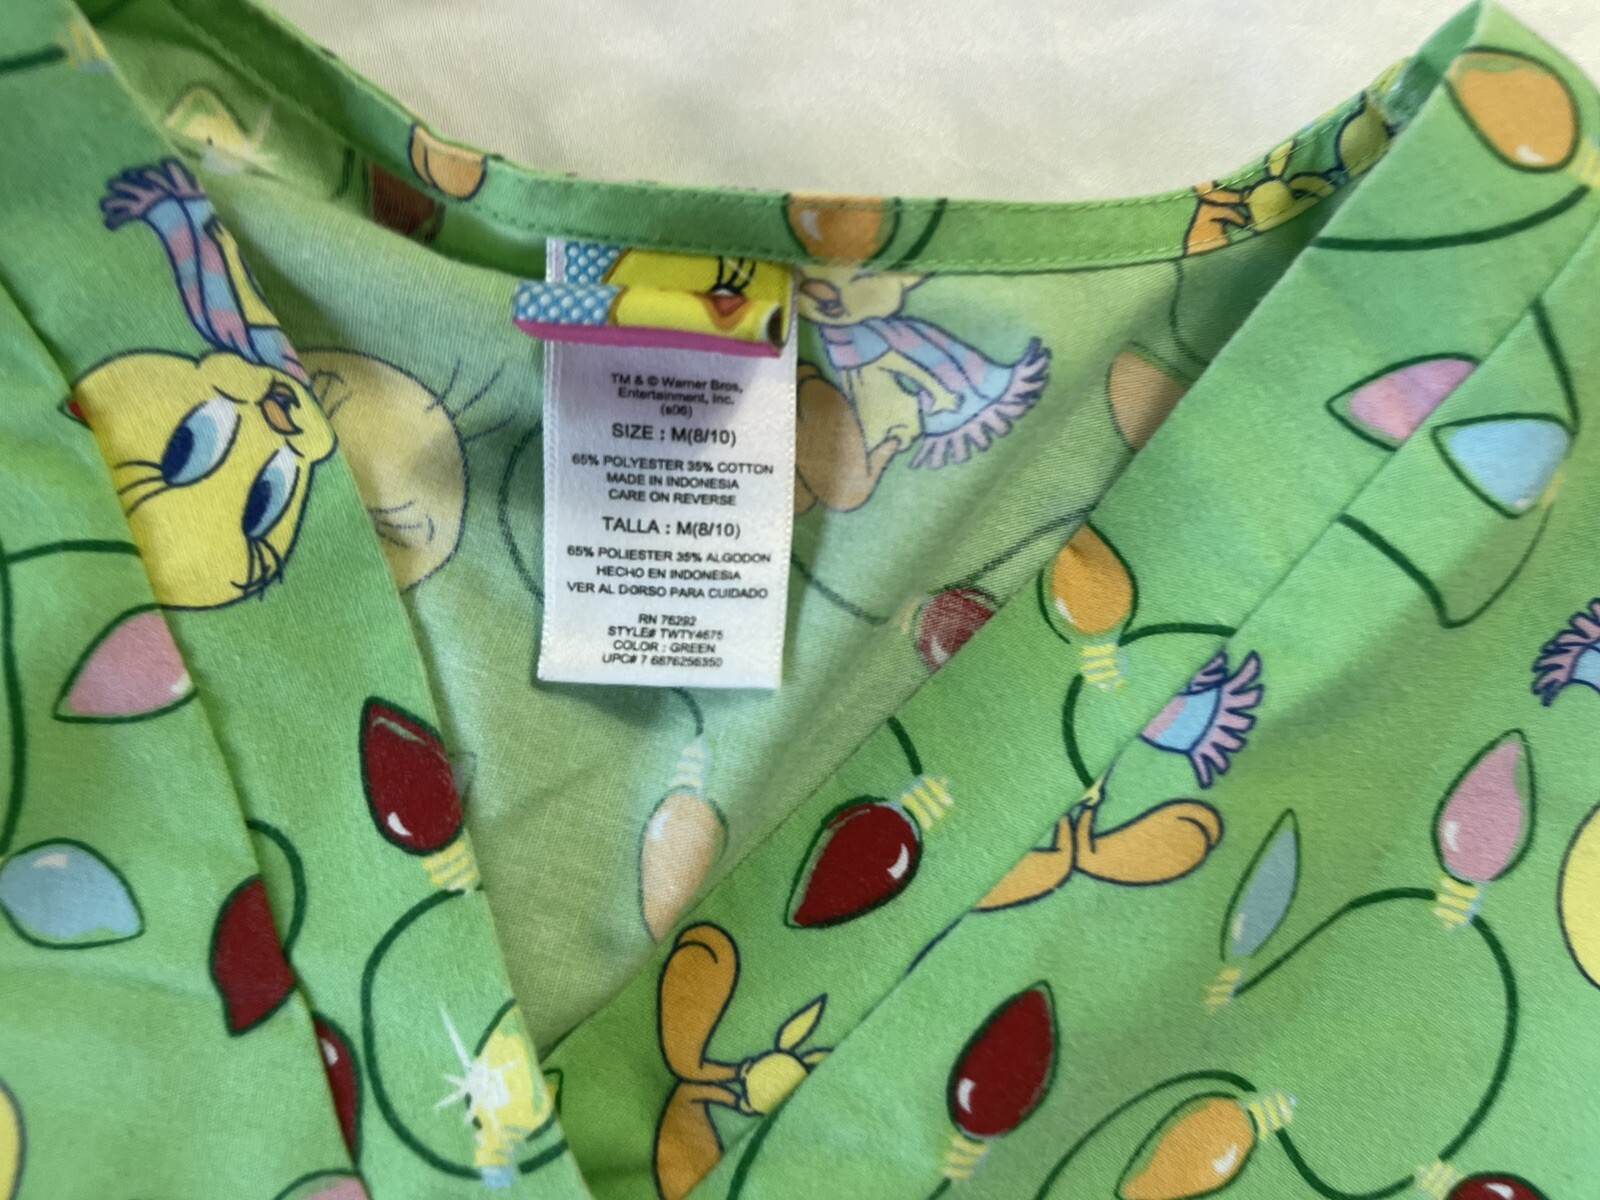 TM & © Warner Bros.
Entertainment, Inc.
(s06)
SIZE : M(8/10)
65% POLYESTER 35% COTTON
MADE IN INDONESIA
CARE ON REVERSE
TALLA : M(8/10)
65% POLIESTER 35% ALGODON
HECHO EN INDONESIA
VER AL DORSO PARA CUIDADO
RN 76292
STYLE# TWTY4675
COLOR : GREEN
UPC# 7 6876256350